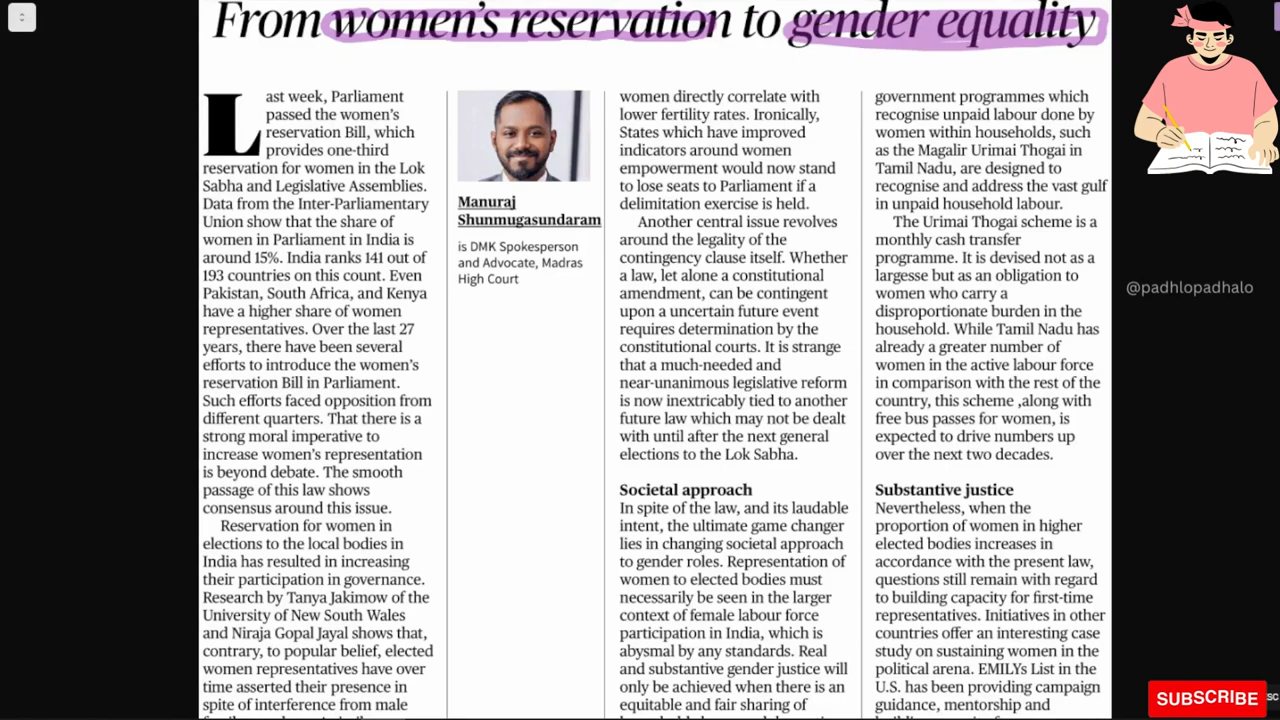 From women's reservation to gender equality
Last week, Parliament
passed the women's
reservation Bill, which
provides one-third
reservation for women in the Lok
Sabha and Legislative Assemblies.
Data from the Inter-Parliamentary
Union show that the share of
women in Parliament in India is
around 15%. India ranks 141 out of
193 countries on this count. Even
Pakistan, South Africa, and Kenya
have a higher share of women
representatives. Over the last 27
years, there have been several
efforts to introduce the women's
reservation Bill in Parliament.
Such efforts faced opposition from
different quarters. That there is a
strong moral imperative to
increase women's representation
is beyond debate. The smooth
passage of this law shows
consensus around this issue.
Reservation for women in
elections to the local bodies in
India has resulted in increasing
their participation in governance.
Research by Tanya Jakimow of the
University of New South Wales
and Niraja Gopal Jayal shows that,
contrary, to popular belief, elected
women representatives have over
time asserted their presence in
spite of interference from male
Manuraj
Shunmugasundaram
is DMK Spokesperson
and Advocate, Madras
High Court
women directly correlate with
lower fertility rates. Ironically,
States which have improved
indicators around women
empowerment would now stand
to lose seats to Parliament if a
delimitation exercise is held.
Another central issue revolves
around the legality of the
contingency clause itself. Whether
a law, let alone a constitutional
amendment, can be contingent
upon a uncertain future event
requires determination by the
constitutional courts. It is strange
that a much-needed and
near-unanimous legislative reform
is now inextricably tied to another
future law which may not be dealt
with until after the next general
elections to the Lok Sabha.
Societal approach
In spite of the law, and its laudable
intent, the ultimate game changer
lies in changing societal approach
to gender roles. Representation of
women to elected bodies must
necessarily be seen in the larger
context of female labour force
participation in India, which is
abysmal by any standards. Real
and substantive gender justice will
only be achieved when there is an
equitable and fair sharing of
government programmes which
recognise unpaid labour done by
women within households, such
as the Magalir Urimai Thogai in
Tamil Nadu, are designed to
recognise and address the vast gulf
in unpaid household labour.
The Urimai Thogai scheme is a
monthly cash transfer
programme. It is devised not as a
largesse but as an obligation to
women who carry a
disproportionate burden in the
household. While Tamil Nadu has
already a greater number of
women in the active labour force
in comparison with the rest of the
country, this scheme ,along with
free bus passes for women, is
expected to drive numbers up
over the next two decades.
Substantive justice
Nevertheless, when the
proportion of women in higher
elected bodies increases in
accordance with the present law,
questions still remain with regard
to building capacity for first-time
representatives. Initiatives in other
countries offer an interesting case
study on sustaining women in the
political arena. EMILYs List in the
U.S. has been providing campaign
guidance, mentorship and
@padhlopadhalo
SUBSCRIBE